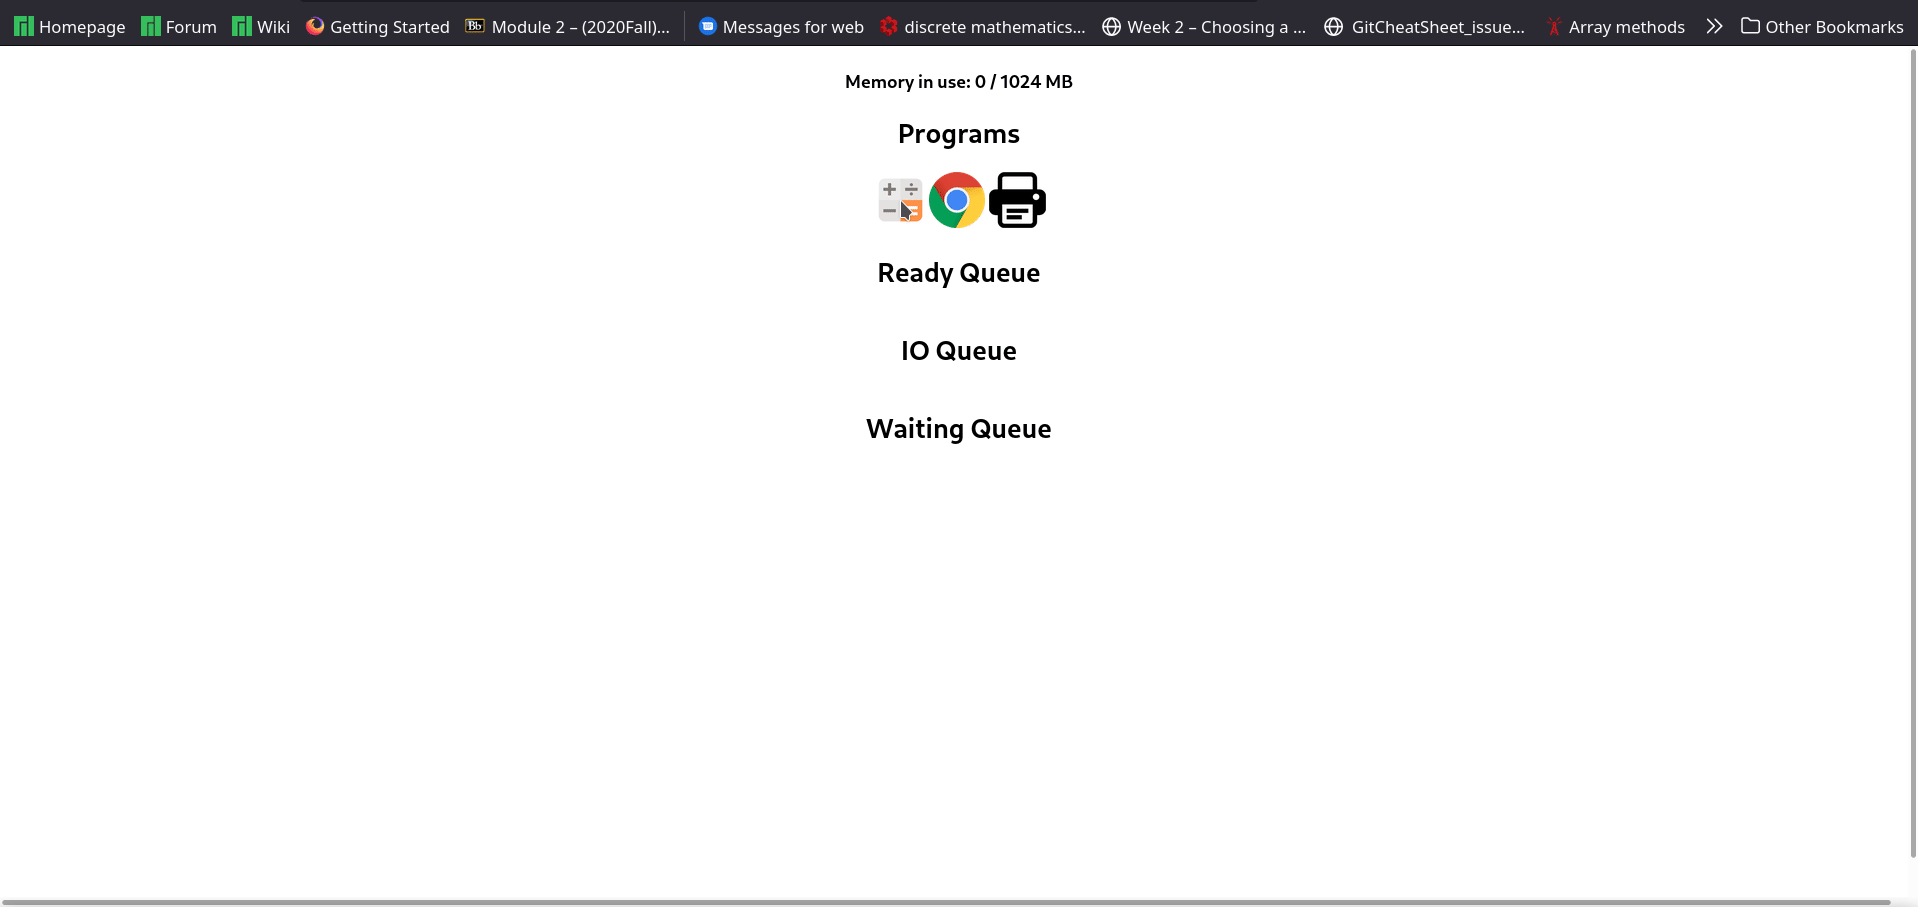 Homepage Forum Wiki Getting Started Bb Module 2 – (2020Fall)... Messages for web discrete mathematics... Week 2 – Choosing a ... GitCheatSheet_issue... Array methods Other Bookmarks
Memory in use: 0 / 1024 MB
Programs
Ready Queue
IO Queue
Waiting Queue